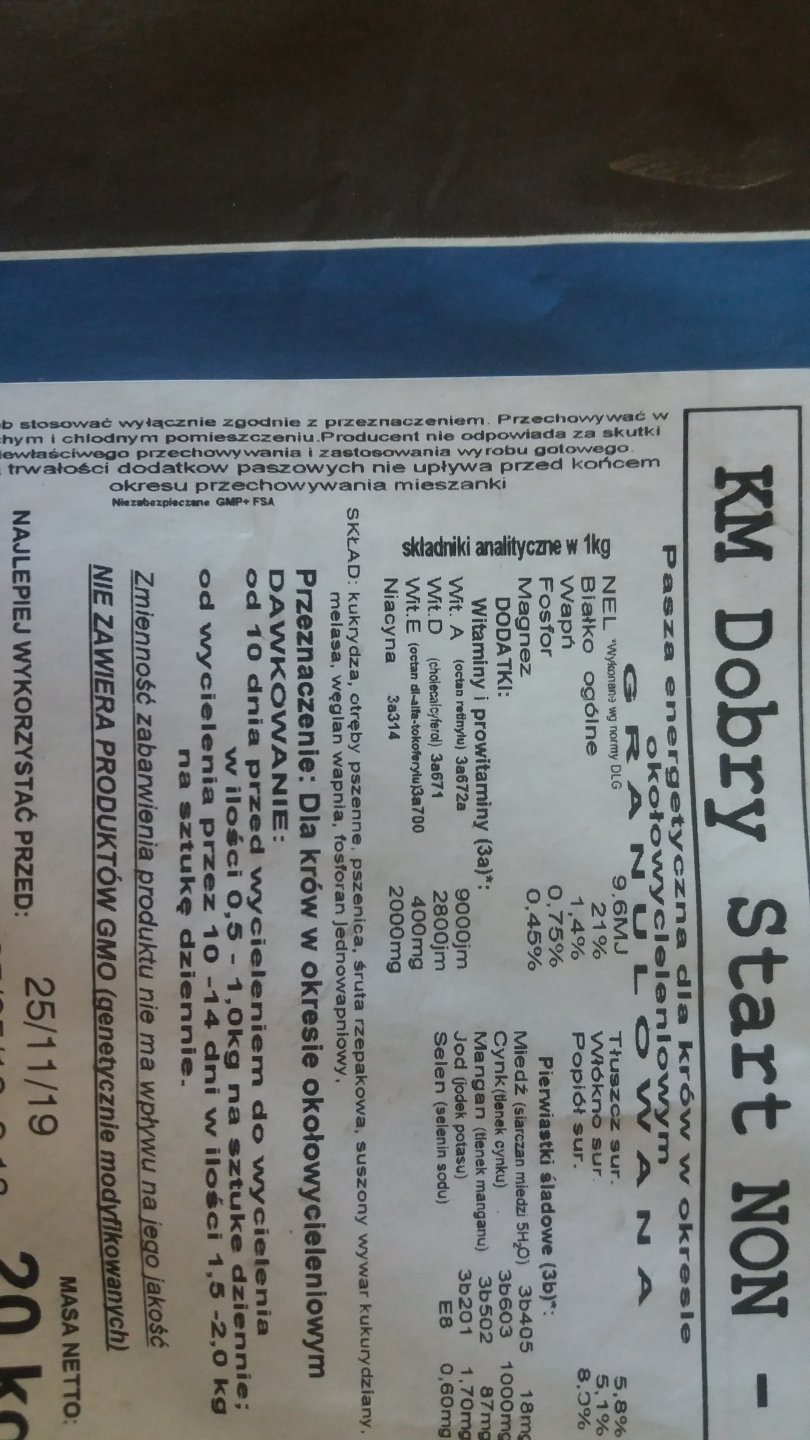 KM Dobry Start NON -
Pasza energetyczna dla krów w okresie
okołowycieleniowym
G R A N U L O W A N A
składniki analityczne w 1kg
NEL *Wykonane wg normy DLG 9,6MJ
Białko ogólne 21%
Wapń 1,4%
Fosfor 0,75%
Magnez 0,45%
Tłuszcz sur. 5,8%
Włókno sur. 5,1%
Popiół sur. 8,0%
DODATKI:
Witaminy i prowitaminy (3a)*:
Wit. A (octan retinylu) 3a672a 9000jm
Wit.D (cholecalcyferol) 3a671 2800jm
Wit.E (octan dl-alfa-tokoferylu)3a700 400mg
Niacyna 3a314 2000mg
Pierwiastki śladowe (3b)*:
Miedź (siarczan miedzi 5H₂O) 3b405 18mg
Cynk(tlenek cynku) 3b603 1000mg
Mangan (tlenek manganu) 3b502 87mg
Jod (jodek potasu) 3b201 1,70mg
Selen (selenin sodu) E8 0,60mg
SKŁAD: kukrydza, otręby pszenne, pszenica, śruta rzepakowa, suszony wywar kukurydziany,
melasa, węglan wapnia, fosforan jednowapniowy,
Przeznaczenie: Dla krów w okresie okołowycieleniowym
DAWKOWANIE:
od 10 dnia przed wycieleniem do wycielenia
w ilości 0,5 - 1,0kg na sztukę dziennie;
od wycielenia przez 10 -14 dni w ilości 1,5 -2,0 kg
na sztukę dziennie.
Zmienność zabarwienia produktu nie ma wpływu na jego jakość
NIE ZAWIERA PRODUKTÓW GMO (genetycznie modyfikowanych)
NAJLEPIEJ WYKORZYSTAĆ PRZED: 25/11/19
MASA NETTO:
20 kg
b stosować wyłącznie zgodnie z przeznaczeniem. Przechowywać w
hym i chlodnym pomieszczeniu.Producent nie odpowiada za skutki
iewłaściwego przechowywania i zastosowania wyrobu gotowego.
trwałości dodatkow paszowych nie upływa przed końcem
okresu przechowywania mieszanki
Niezabezpieczane GMP+ FSA